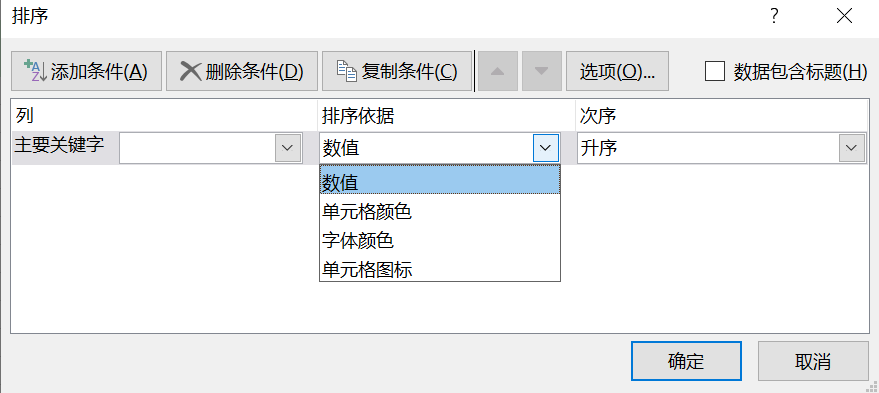 排序 ?
添加条件(A) 删除条件(D) 复制条件(C) 选项(O)... 数据包含标题(H)
列 排序依据 次序
主要关键字 数值 升序
数值
单元格颜色
字体颜色
单元格图标
确定 取消